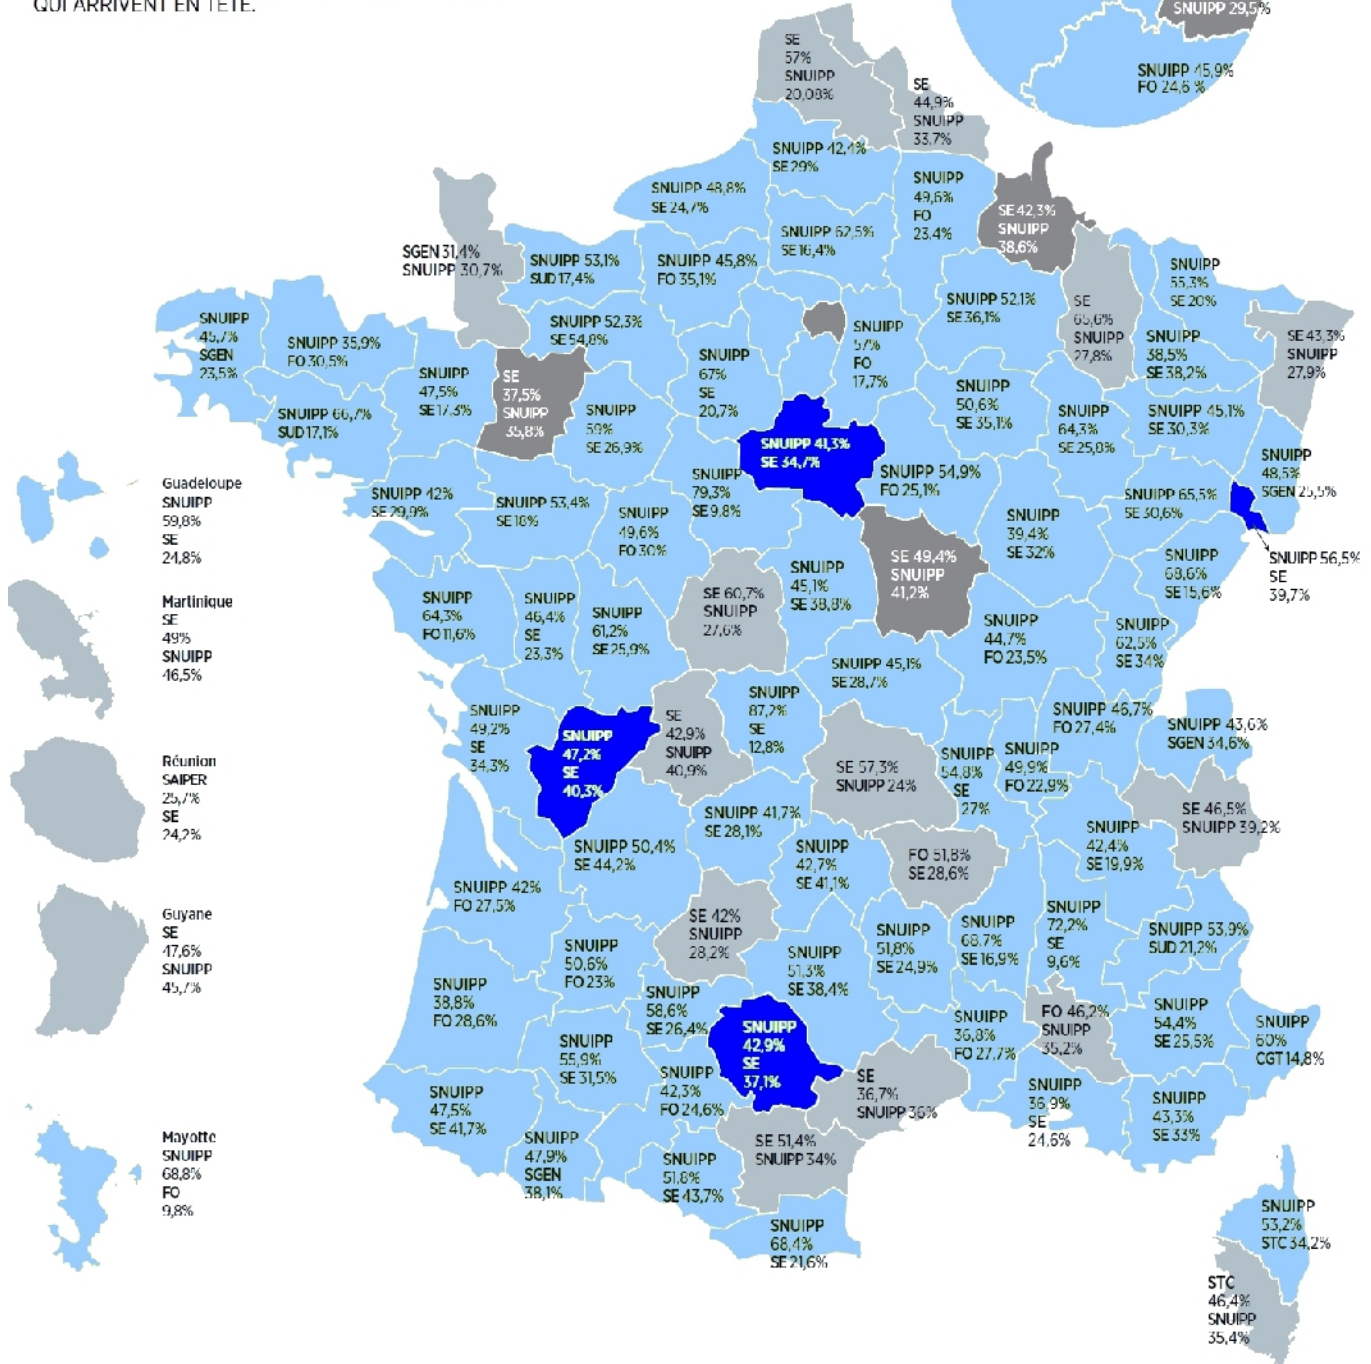 QUI ARRIVENT EN TÊTE.
SNUIPP 29,5%
SNUIPP 45,9%
FO 24,6 %
SE
57%
SNUIPP
20,08%
SE
44,9%
SNUIPP
33,7%
SNUIPP 42,4%
SE 29%
SNUIPP 48,8%
SE 24,7%
SNUIPP
49,6%
FO
23,4%
SE 42,3%
SNUIPP
38,6%
SNUIPP 62,5%
SE 16,4%
SGEN 31,4%
SNUIPP 30,7%
SNUIPP 53,1%
SUD 17,4%
SNUIPP 45,8%
FO 35,1%
SNUIPP
55,3%
SE 20%
SNUIPP 52,1%
SE 36,1%
SE
65,6%
SNUIPP
27,8%
SNUIPP
45,7%
SGEN
23,5%
SNUIPP 35,9%
FO 30,5%
SNUIPP 52,3%
SE 54,8%
SNUIPP
57%
FO
17,7%
SNUIPP
38,5%
SE 38,2%
SE 43,3%
SNUIPP
27,9%
SNUIPP
47,5%
SE 17,3%
SE
37,5%
SNUIPP
35,8%
SNUIPP
67%
SE
20,7%
SNUIPP
50,6%
SE 35,1%
SNUIPP 66,7%
SUD 17,1%
SNUIPP
59%
SE 26,9%
SNUIPP
64,3%
SE 25,8%
SNUIPP 45,1%
SE 30,3%
SNUIPP 41,3%
SE 34,7%
SNUIPP
48,5%
SGEN 25,5%
Guadeloupe
SNUIPP
59,8%
SE
24,8%
SNUIPP 42%
SE 29,9%
SNUIPP 53,4%
SE 18%
SNUIPP
79,3%
SE 9,8%
SNUIPP 54,9%
FO 25,1%
SNUIPP 65,5%
SE 30,6%
SNUIPP
49,6%
FO 30%
SNUIPP
39,4%
SE 32%
SNUIPP 56,5%
SE
39,7%
SE 49,4%
SNUIPP
41,2%
SNUIPP
68,6%
SE 15,6%
SNUIPP
45,1%
SE 38,8%
SE 60,7%
SNUIPP
27,6%
Martinique
SE
49%
SNUIPP
46,5%
SNUIPP
64,3%
FO 11,6%
SNUIPP
46,4%
SE
23,3%
SNUIPP
61,2%
SE 25,9%
SNUIPP
44,7%
FO 23,5%
SNUIPP
62,5%
SE 34%
SNUIPP 45,1%
SE 28,7%
SNUIPP
87,2%
SE
12,8%
SNUIPP 46,7%
FO 27,4%
SNUIPP 43,6%
SGEN 34,6%
SNUIPP
49,2%
SE
34,3%
SNUIPP
47,2%
SE
40,3%
SE
42,9%
SNUIPP
40,9%
Réunion
SAIPER
25,7%
SE
24,2%
SE 57,3%
SNUIPP 24%
SNUIPP
54,8%
SE
27%
SNUIPP
49,9%
FO 22,9%
SE 46,5%
SNUIPP 39,2%
SNUIPP 41,7%
SE 28,1%
SNUIPP
42,4%
SE 19,9%
SNUIPP 50,4%
SE 44,2%
SNUIPP
42,7%
SE 41,1%
FO 51,8%
SE 28,6%
SNUIPP 42%
FO 27,5%
Guyane
SE
47,6%
SNUIPP
45,7%
SE 42%
SNUIPP
28,2%
SNUIPP
72,2%
SE
9,6%
SNUIPP
51,8%
SE 24,9%
SNUIPP
68,7%
SE 16,9%
SNUIPP 53,9%
SUD 21,2%
SNUIPP
50,6%
FO 23%
SNUIPP
51,3%
SE 38,4%
SNUIPP
38,8%
FO 28,6%
SNUIPP
58,6%
SE 26,4%
FO 46,2%
SNUIPP
35,2%
SNUIPP
54,4%
SE 25,5%
SNUIPP
60%
CGT 14,8%
SNUIPP
36,8%
FO 27,7%
SNUIPP
42,9%
SE
37,1%
SNUIPP
55,9%
SE 31,5%
SNUIPP
42,3%
FO 24,6%
SE
36,7%
SNUIPP 36%
SNUIPP
36,9%
SE
24,6%
SNUIPP
43,3%
SE 33%
SNUIPP
47,5%
SE 41,7%
Mayotte
SNUIPP
68,8%
FO
9,8%
SNUIPP
47,9%
SGEN
38,1%
SE 51,4%
SNUIPP 34%
SNUIPP
51,8%
SE 43,7%
SNUIPP
68,4%
SE 21,6%
SNUIPP
53,2%
STC 34,2%
STC
46,4%
SNUIPP
35,4%